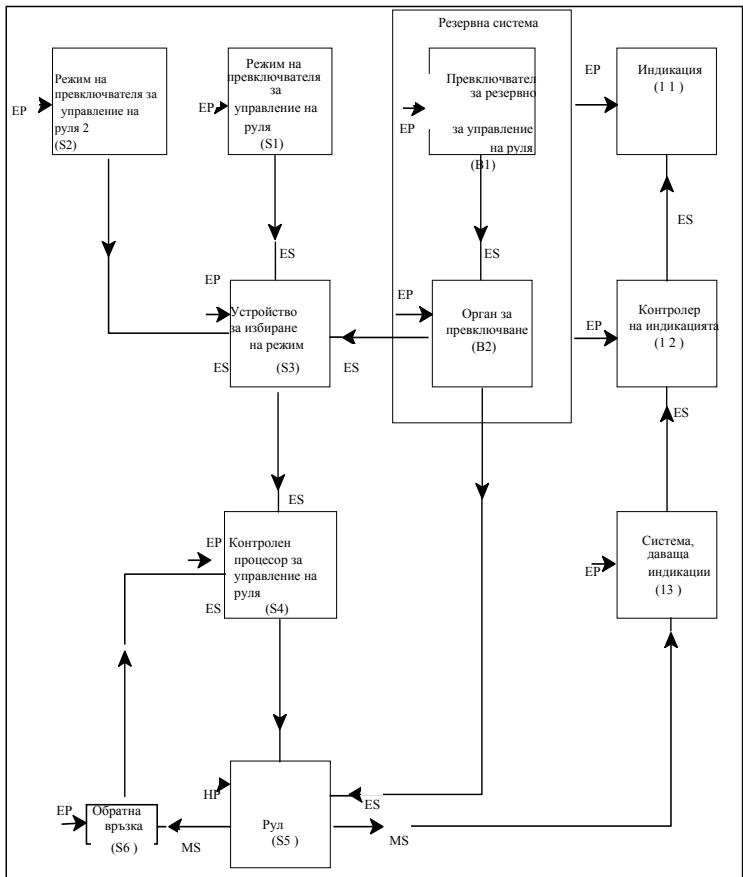 Резервна система
Режим на
превключвателя за
управление на
руля 2
(S2)
EP
Режим на
превключвателя
за
управление на
руля
(S1)
EP
Превключвател
за резервно
за управление
на руля
(B1)
EP
EP
Индикация
(1 1)
ES
ES
ES
EP
Устройство
за избиране
на режим
(S3)
ES
ES
EP
Орган за
превключване
(B2)
EP
Контролер
на индикацията
(1 2)
ES
ES
EP
Контролен
процесор за
управление на
руля
(S4)
ES
Система,
даваща
индикации
(13 )
EP
HP
Рул
(S5 )
ES
EP
Обратна
връзка
(S6 )
MS
MS